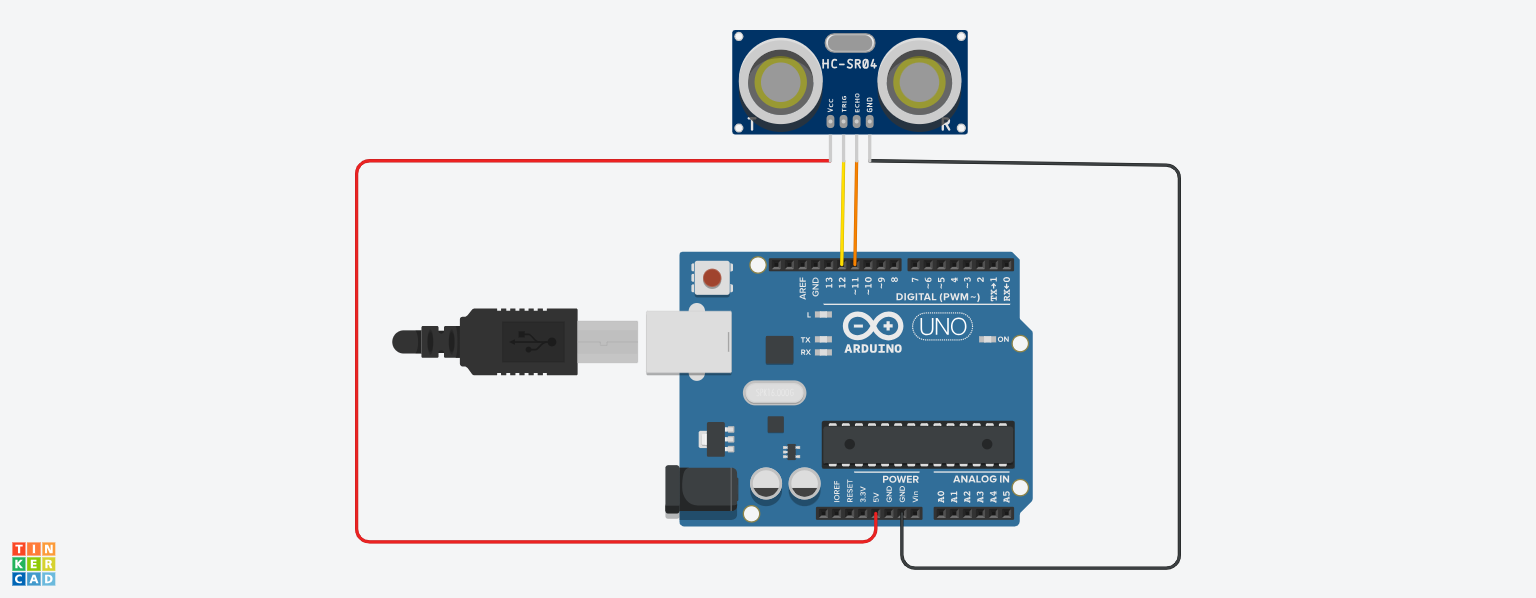 HC-SR04
Vcc
TRIG
ECHO
GND
T
R
AREF
GND
13
12
~11
~10
~9
8
7
~6
~5
4
~3
2
TX→1
RX←0
DIGITAL (PWM~)
L
TX
RX
ARDUINO
UNO
ON
POWER
ANALOG IN
IOREF
RESET
3.3V
5V
GND
GND
Vin
A0
A1
A2
A3
A4
A5
TIN
KER
CAD